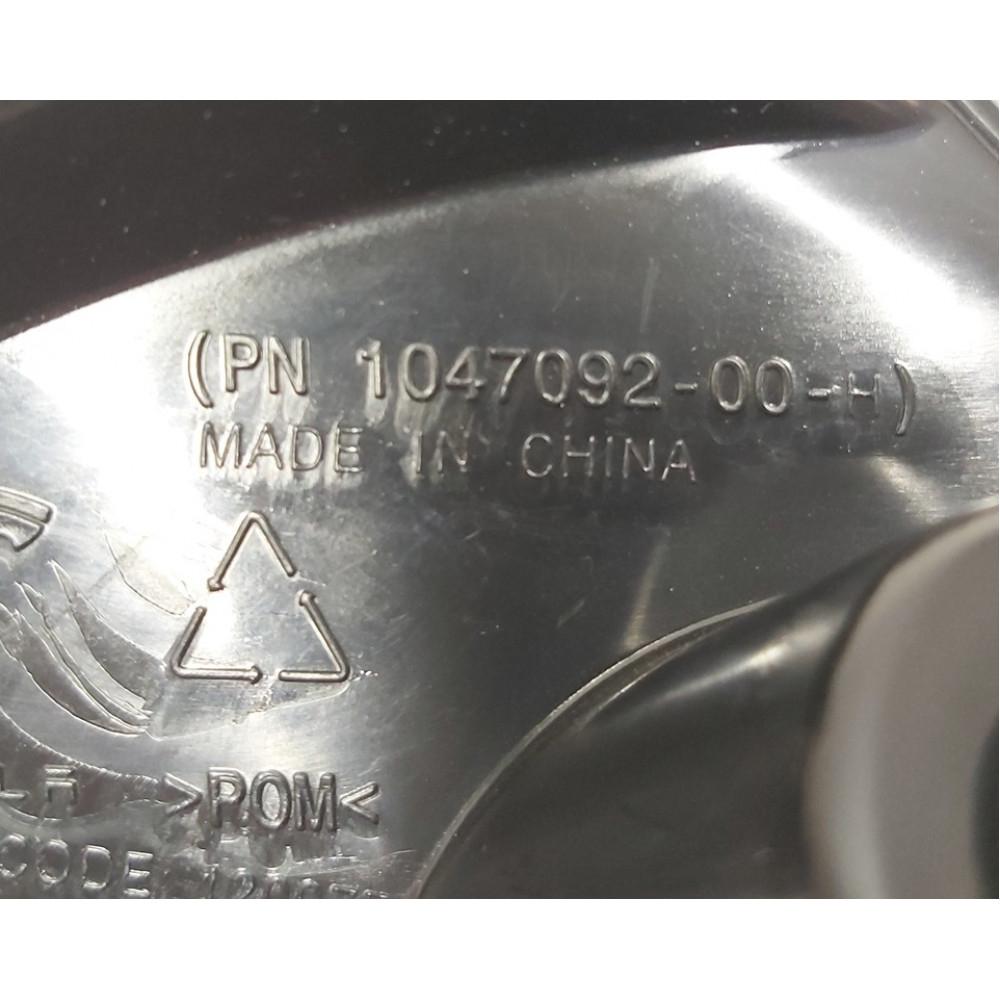 (PN 1047092-00-H)
MADE IN CHINA
>POM<
CODE